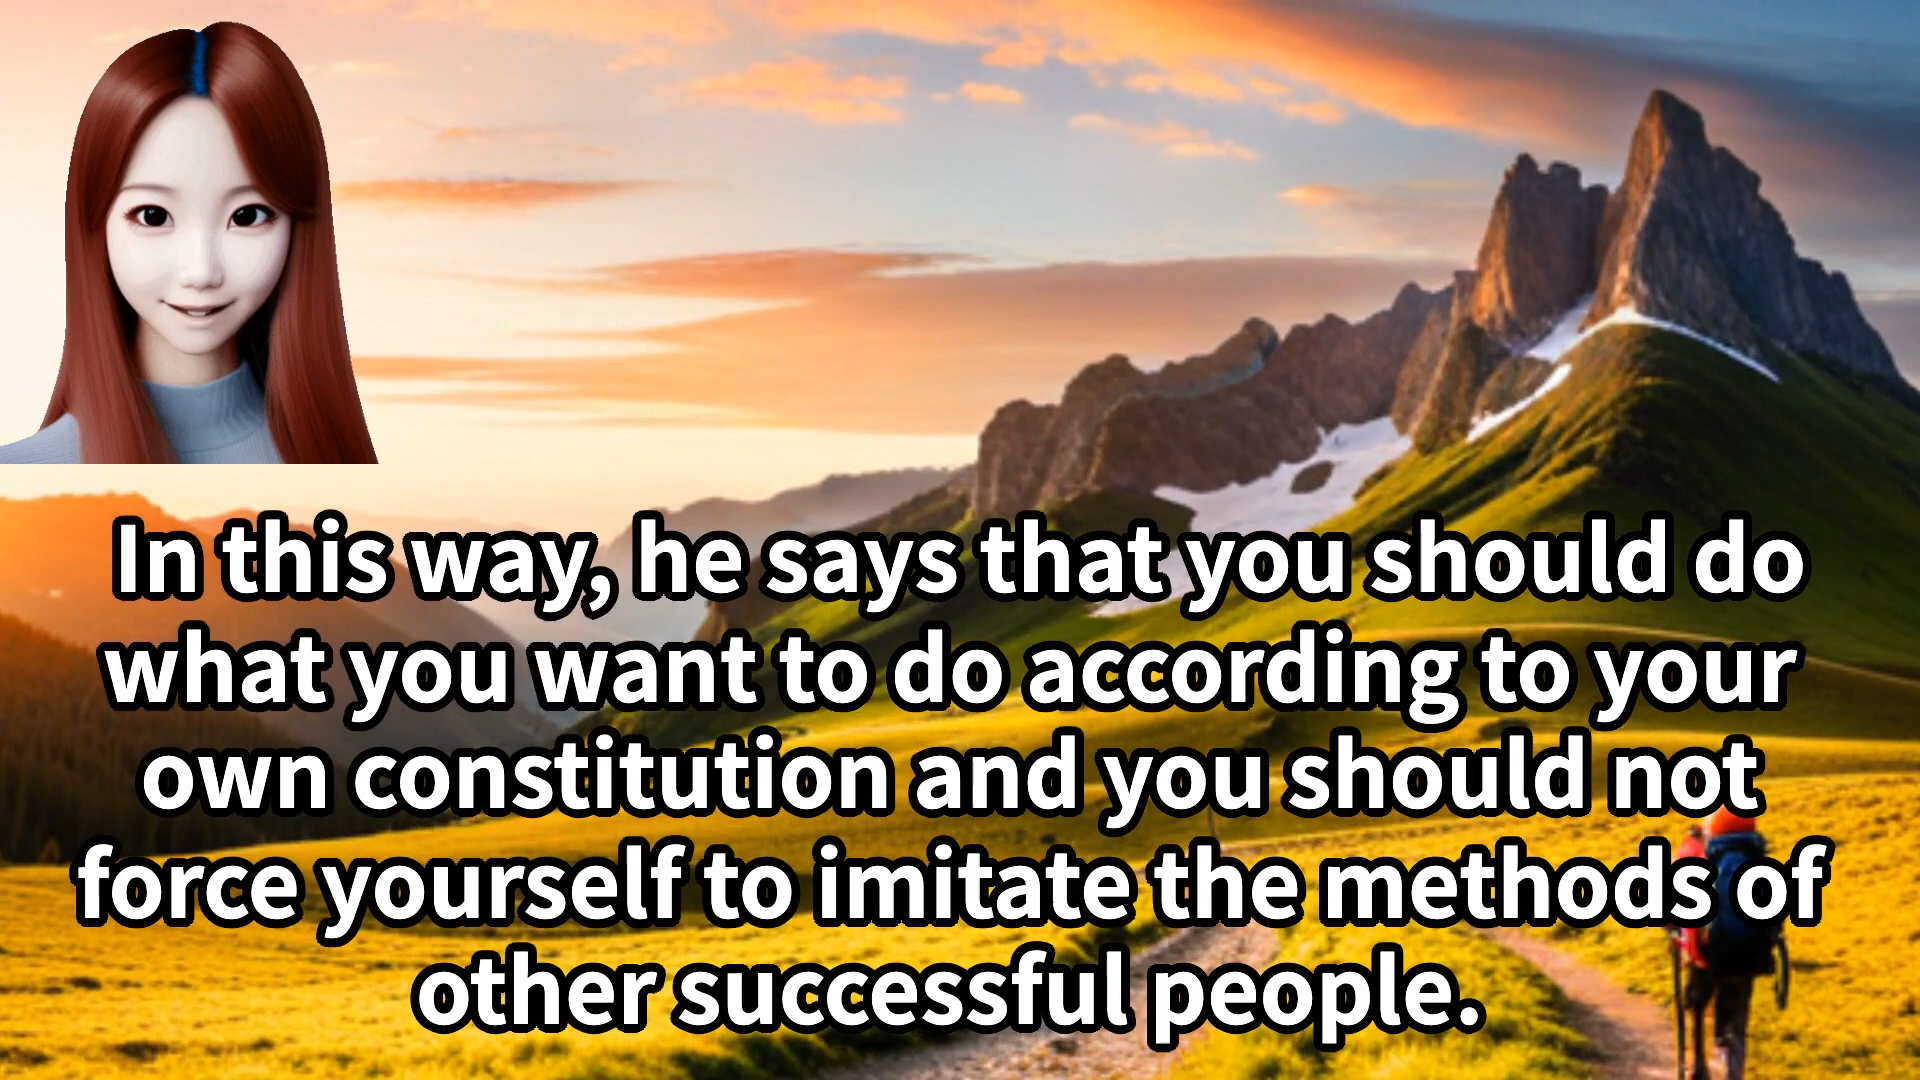 In this way, he says that you should do
what you want to do according to your
own constitution and you should not
force yourself to imitate the methods of
other successful people.